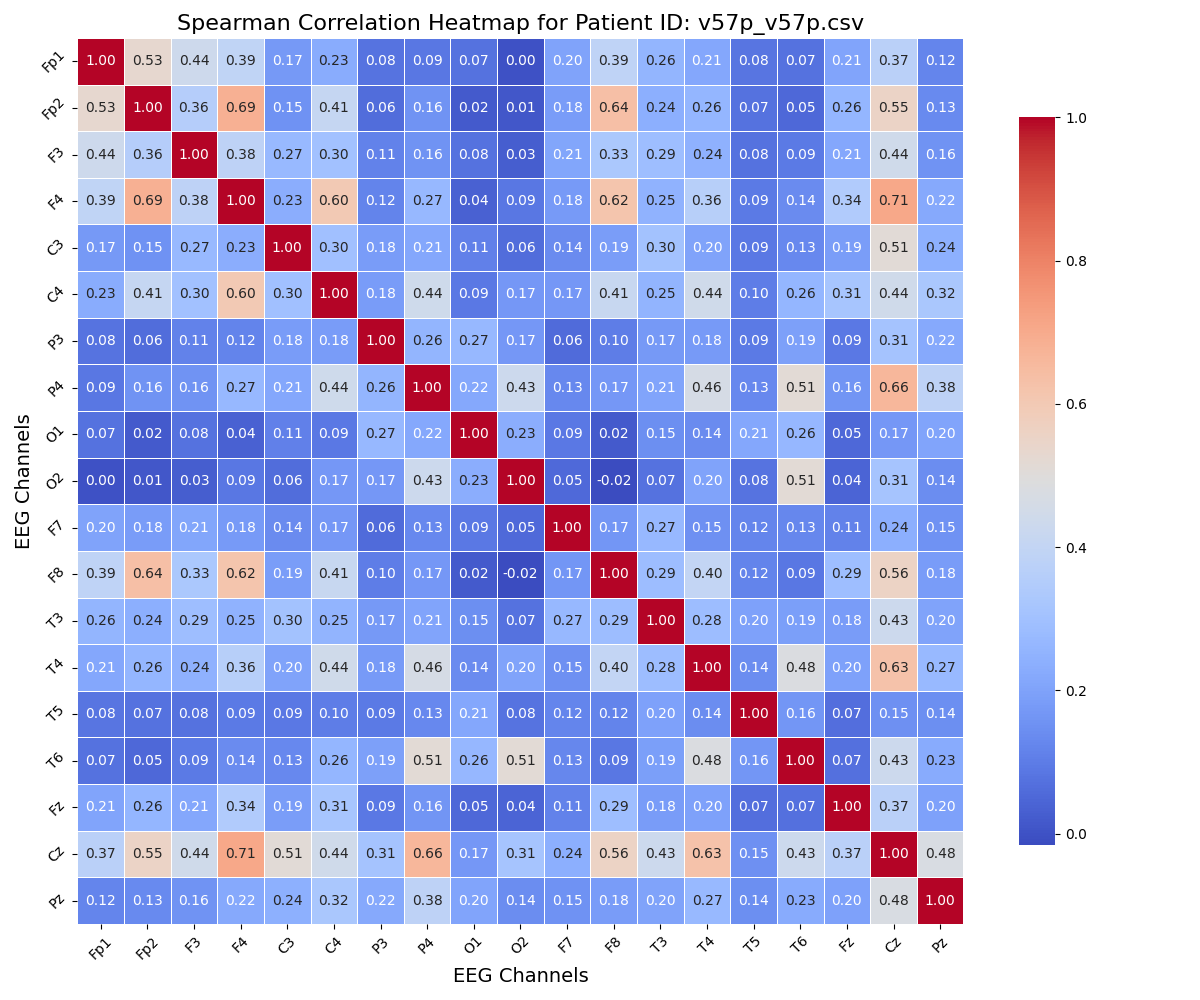 Spearman Correlation Heatmap for Patient ID: v57p_v57p.csv
Fp1 1.00 0.53 0.44 0.39 0.17 0.23 0.08 0.09 0.07 0.00 0.20 0.39 0.26 0.21 0.08 0.07 0.21 0.37 0.12
Fp2 0.53 1.00 0.36 0.69 0.15 0.41 0.06 0.16 0.02 0.01 0.18 0.64 0.24 0.26 0.07 0.05 0.26 0.55 0.13
F3 0.44 0.36 1.00 0.38 0.27 0.30 0.11 0.16 0.08 0.03 0.21 0.33 0.29 0.24 0.08 0.09 0.21 0.44 0.16
F4 0.39 0.69 0.38 1.00 0.23 0.60 0.12 0.27 0.04 0.09 0.18 0.62 0.25 0.36 0.09 0.14 0.34 0.71 0.22
C3 0.17 0.15 0.27 0.23 1.00 0.30 0.18 0.21 0.11 0.06 0.14 0.19 0.30 0.20 0.09 0.13 0.19 0.51 0.24
C4 0.23 0.41 0.30 0.60 0.30 1.00 0.18 0.44 0.09 0.17 0.17 0.41 0.25 0.44 0.10 0.26 0.31 0.44 0.32
P3 0.08 0.06 0.11 0.12 0.18 0.18 1.00 0.26 0.27 0.17 0.06 0.10 0.17 0.18 0.09 0.19 0.09 0.31 0.22
P4 0.09 0.16 0.16 0.27 0.21 0.44 0.26 1.00 0.22 0.43 0.13 0.17 0.21 0.46 0.13 0.51 0.16 0.66 0.38
O1 0.07 0.02 0.08 0.04 0.11 0.09 0.27 0.22 1.00 0.23 0.09 0.02 0.15 0.14 0.21 0.26 0.05 0.17 0.20
O2 0.00 0.01 0.03 0.09 0.06 0.17 0.17 0.43 0.23 1.00 0.05 -0.02 0.07 0.20 0.08 0.51 0.04 0.31 0.14
F7 0.20 0.18 0.21 0.18 0.14 0.17 0.06 0.13 0.09 0.05 1.00 0.17 0.27 0.15 0.12 0.13 0.11 0.24 0.15
F8 0.39 0.64 0.33 0.62 0.19 0.41 0.10 0.17 0.02 -0.02 0.17 1.00 0.29 0.40 0.12 0.09 0.29 0.56 0.18
T3 0.26 0.24 0.29 0.25 0.30 0.25 0.17 0.21 0.15 0.07 0.27 0.29 1.00 0.28 0.20 0.19 0.18 0.43 0.20
T4 0.21 0.26 0.24 0.36 0.20 0.44 0.18 0.46 0.14 0.20 0.15 0.40 0.28 1.00 0.14 0.48 0.20 0.63 0.27
T5 0.08 0.07 0.08 0.09 0.09 0.10 0.09 0.13 0.21 0.08 0.12 0.12 0.20 0.14 1.00 0.16 0.07 0.15 0.14
T6 0.07 0.05 0.09 0.14 0.13 0.26 0.19 0.51 0.26 0.51 0.13 0.09 0.19 0.48 0.16 1.00 0.07 0.43 0.23
Fz 0.21 0.26 0.21 0.34 0.19 0.31 0.09 0.16 0.05 0.04 0.11 0.29 0.18 0.20 0.07 0.07 1.00 0.37 0.20
Cz 0.37 0.55 0.44 0.71 0.51 0.44 0.31 0.66 0.17 0.31 0.24 0.56 0.43 0.63 0.15 0.43 0.37 1.00 0.48
Pz 0.12 0.13 0.16 0.22 0.24 0.32 0.22 0.38 0.20 0.14 0.15 0.18 0.20 0.27 0.14 0.23 0.20 0.48 1.00
Fp1 Fp2 F3 F4 C3 C4 P3 P4 O1 O2 F7 F8 T3 T4 T5 T6 Fz Cz Pz
EEG Channels
EEG Channels
1.0
0.8
0.6
0.4
0.2
0.0